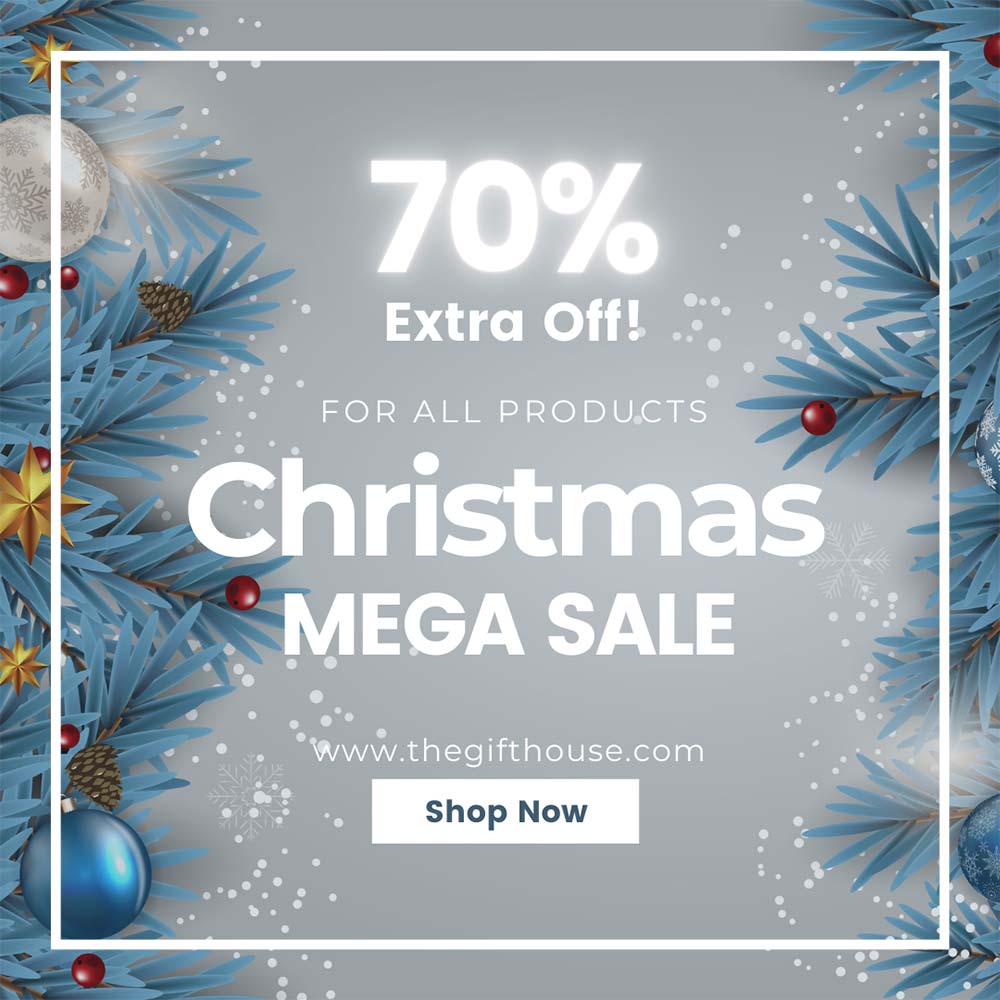 70%
Extra Off!
FOR ALL PRODUCTS
Christmas
MEGA SALE
www.thegifthouse.com
Shop Now